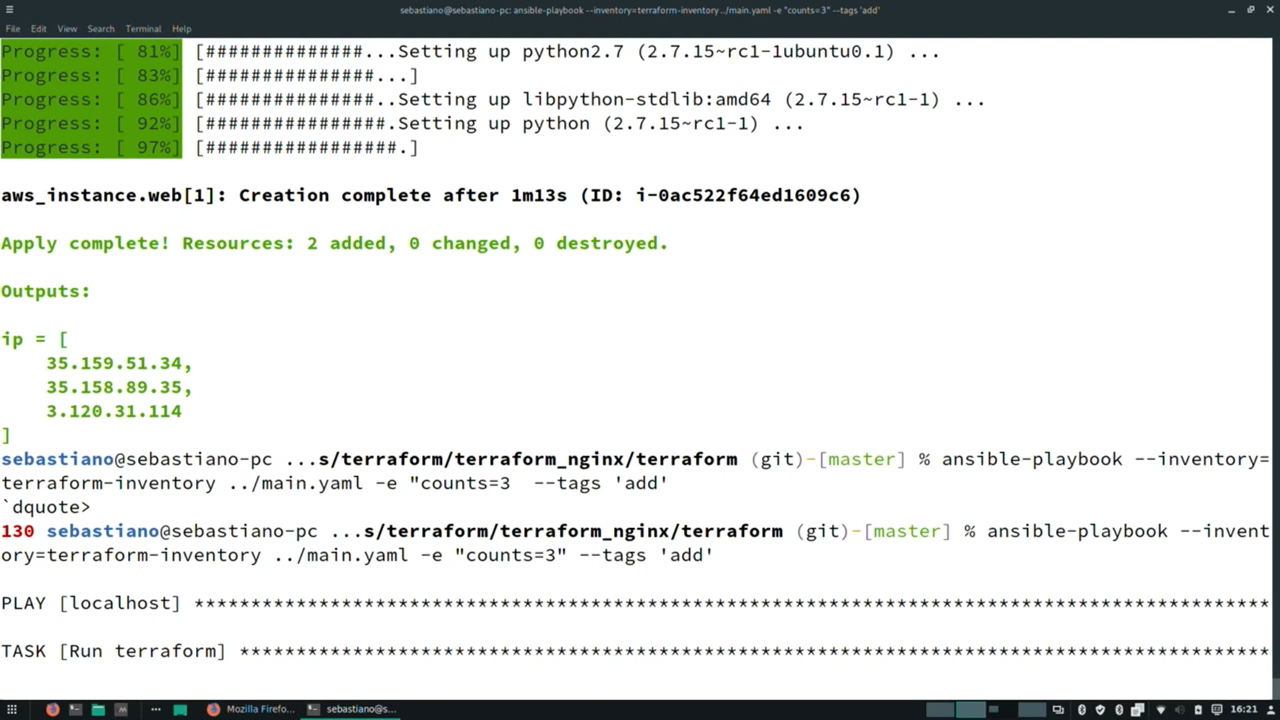 sebastiano@sebastiano-pc: ansible-playbook --inventory=terraform-inventory ../main.yaml -e "counts=3" --tags 'add'
File Edit View Search Terminal Help
Progress: [ 81%] [##############...Setting up python2.7 (2.7.15~rc1-1ubuntu0.1) ...
Progress: [ 83%] [###############...]
Progress: [ 86%] [###############..Setting up libpython-stdlib:amd64 (2.7.15~rc1-1) ...
Progress: [ 92%] [################.Setting up python (2.7.15~rc1-1) ...
Progress: [ 97%] [#################.]
aws_instance.web[1]: Creation complete after 1m13s (ID: i-0ac522f64ed1609c6)
Apply complete! Resources: 2 added, 0 changed, 0 destroyed.
Outputs:
ip = [
35.159.51.34,
35.158.89.35,
3.120.31.114
]
sebastiano@sebastiano-pc ...s/terraform/terraform_nginx/terraform (git)-[master] % ansible-playbook --inventory=
terraform-inventory ../main.yaml -e "counts=3  --tags 'add'
`dquote>
130 sebastiano@sebastiano-pc ...s/terraform/terraform_nginx/terraform (git)-[master] % ansible-playbook --invent
ory=terraform-inventory ../main.yaml -e "counts=3" --tags 'add'
PLAY [localhost] ***********************************************************************************************
TASK [Run terraform] *******************************************************************************************
Mozilla Firefo... sebastiano@s... 16:21